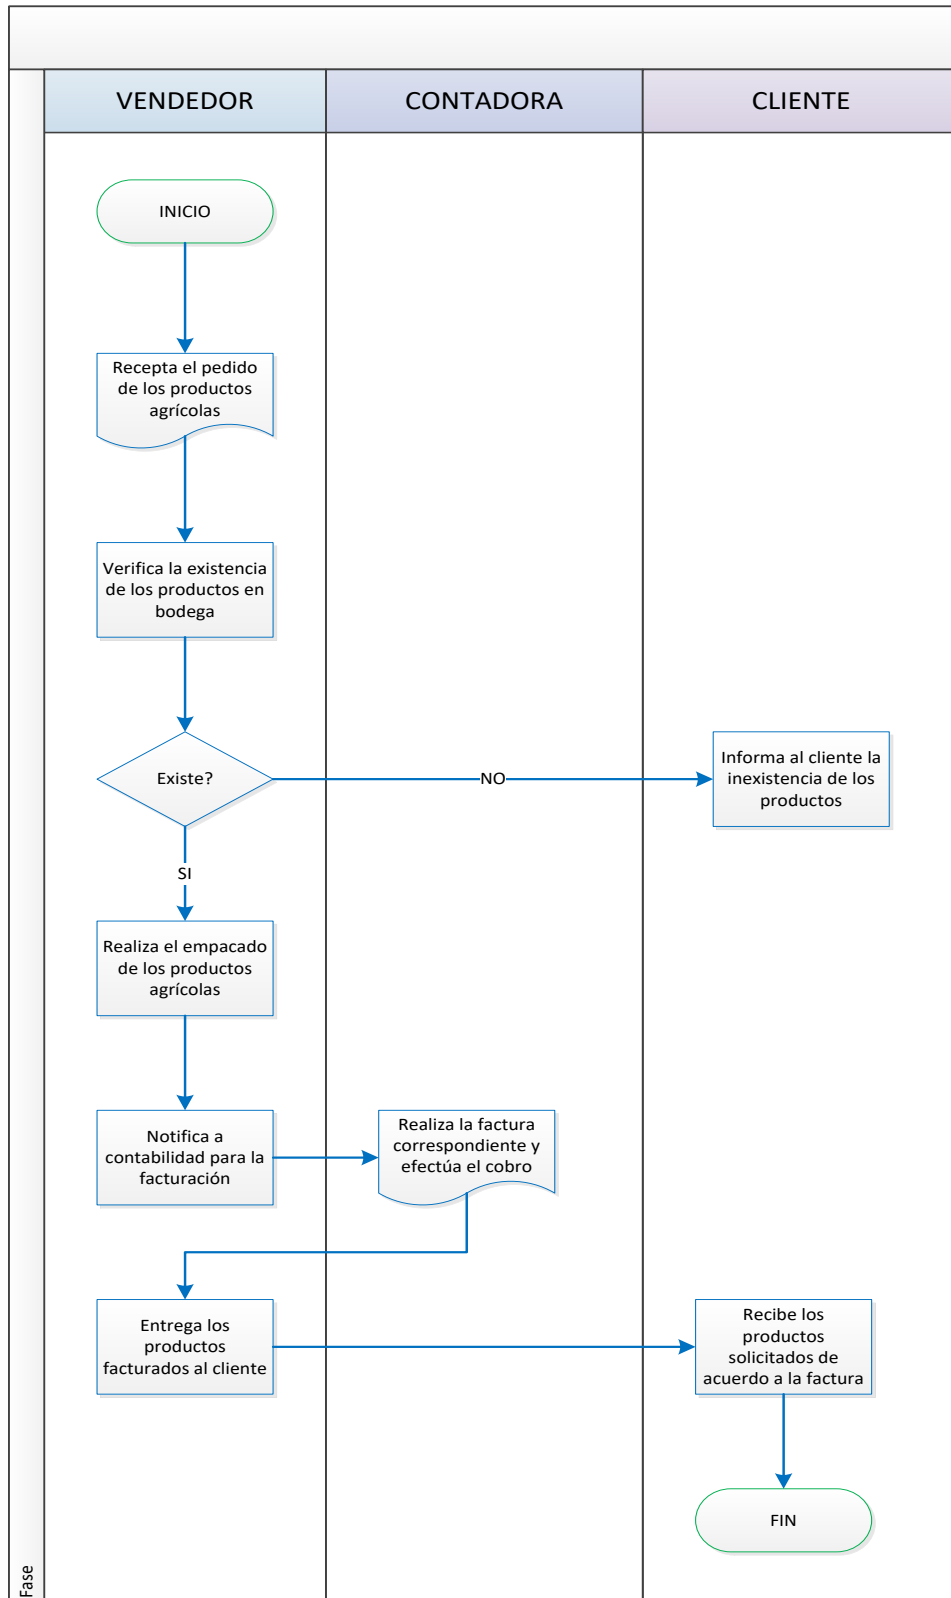 VENDEDOR
CONTADORA
CLIENTE
INICIO
Recepta el pedido
de los productos
agrícolas
Verifica la existencia
de los productos en
bodega
Existe?
NO
Informa al cliente la
inexistencia de los
productos
SI
Realiza el empacado
de los productos
agrícolas
Notifica a
contabilidad para la
facturación
Realiza la factura
correspondiente y
efectúa el cobro
Entrega los
productos
facturados al cliente
Recibe los
productos
solicitados de
acuerdo a la factura
FIN
Fase